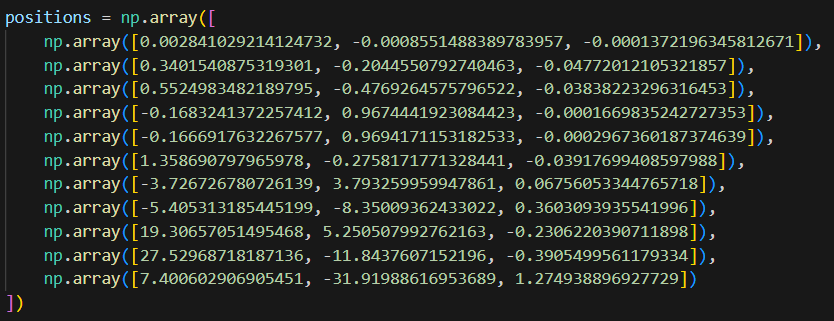 positions = np.array([
    np.array([0.002841029214124732, -0.0008551488389783957, -0.0001372196345812671]),
    np.array([0.3401540875319301, -0.2044550792740463, -0.04772012105321857]),
    np.array([0.5524983482189795, -0.4769264575796522, -0.03838223296316453]),
    np.array([-0.1683241372257412, 0.9674441923084423, -0.0001669835242727353]),
    np.array([-0.1666917632267577, 0.9694171153182533, -0.0002967360187374639]),
    np.array([1.358690797965978, -0.2758171771328441, -0.03917699408597988]),
    np.array([-3.726726780726139, 3.793259959947861, 0.06756053344765718]),
    np.array([-5.405313185445199, -8.35009362433022, 0.3603093935541996]),
    np.array([19.30657051495468, 5.250507992762163, -0.2306220390711898]),
    np.array([27.52968718187136, -11.8437607152196, -0.3905499561179334]),
    np.array([7.400602906905451, -31.91988616953689, 1.274938896927729])
])